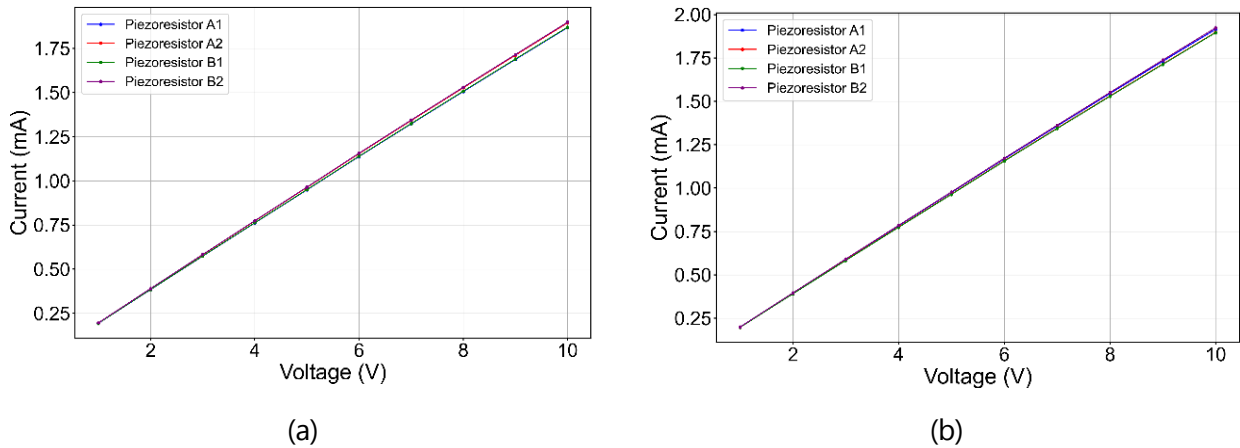 Piezoresistor A1
Piezoresistor A2
Piezoresistor B1
Piezoresistor B2
1.75
1.50
1.25
1.00
0.75
0.50
0.25
Current (mA)
2 4 6 8 10
Voltage (V)
(a)
Piezoresistor A1
Piezoresistor A2
Piezoresistor B1
Piezoresistor B2
2.00
1.75
1.50
1.25
1.00
0.75
0.50
0.25
Current (mA)
2 4 6 8 10
Voltage (V)
(b)